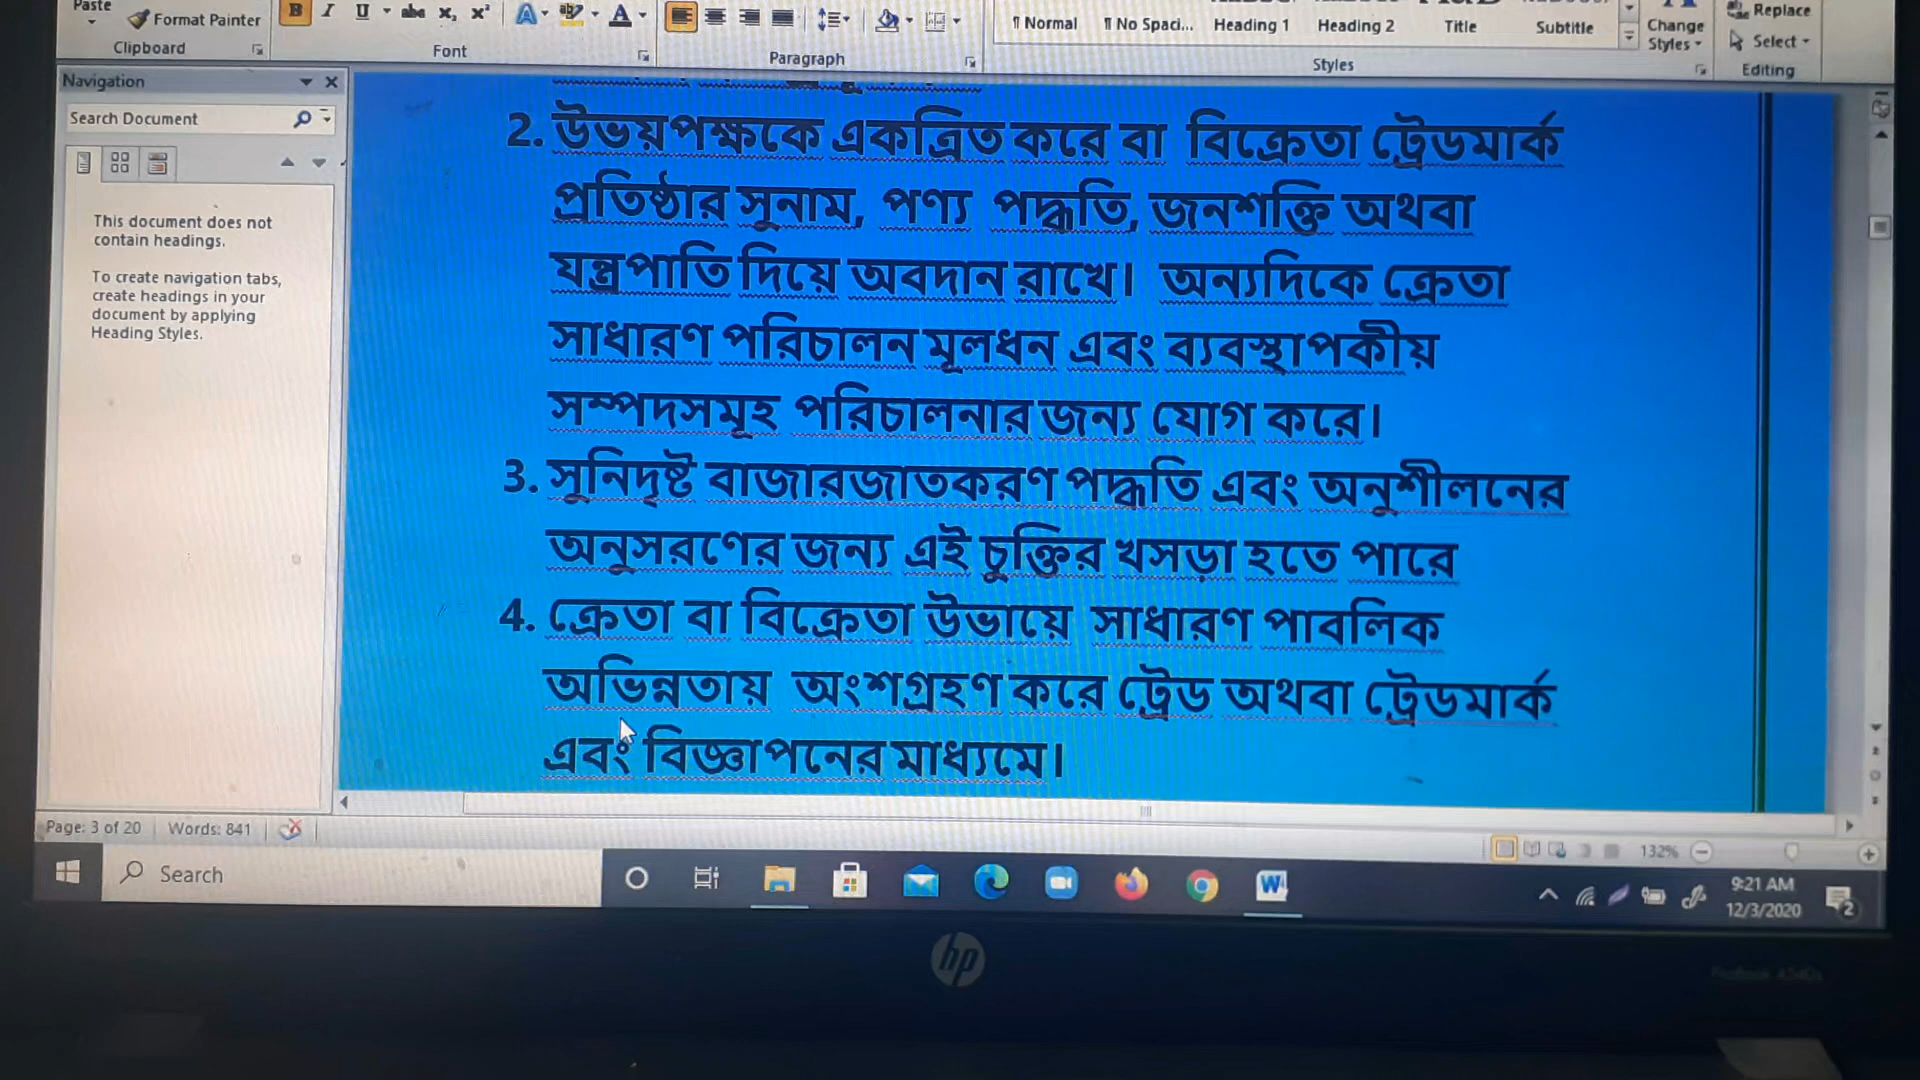 Paste
Format Painter
Clipboard
B I U abc x₂ x² A A
Font
Paragraph
¶ Normal ¶ No Spaci... Heading 1 Heading 2 Title Subtitle
Styles
Change Styles
Replace
Select
Editing
Navigation
Search Document
This document does not
contain headings.
To create navigation tabs,
create headings in your
document by applying
Heading Styles.
2. উভয়পক্ষকে একত্রিত করে বা বিক্রেতা ট্রেডমার্ক
প্রতিষ্ঠার সুনাম, পণ্য পদ্ধতি, জনশক্তি অথবা
যন্ত্রপাতি দিয়ে অবদান রাখে। অন্যদিকে ক্রেতা
সাধারণ পরিচালন মূলধন এবং ব্যবস্থাপকীয়
সম্পদসমূহ পরিচালনার জন্য যোগ করে।
3. সুনিদৃষ্ট বাজারজাতকরণ পদ্ধতি এবং অনুশীলনের
অনুসরণের জন্য এই চুক্তির খসড়া হতে পারে
4. ক্রেতা বা বিক্রেতা উভায়ে সাধারণ পাবলিক
অভিন্নতায় অংশগ্রহণ করে ট্রেড অথবা ট্রেডমার্ক
এবং বিজ্ঞাপনের মাধ্যমে।
Page: 3 of 20 Words: 841
132%
Search
9:21 AM
12/3/2020
2
hp